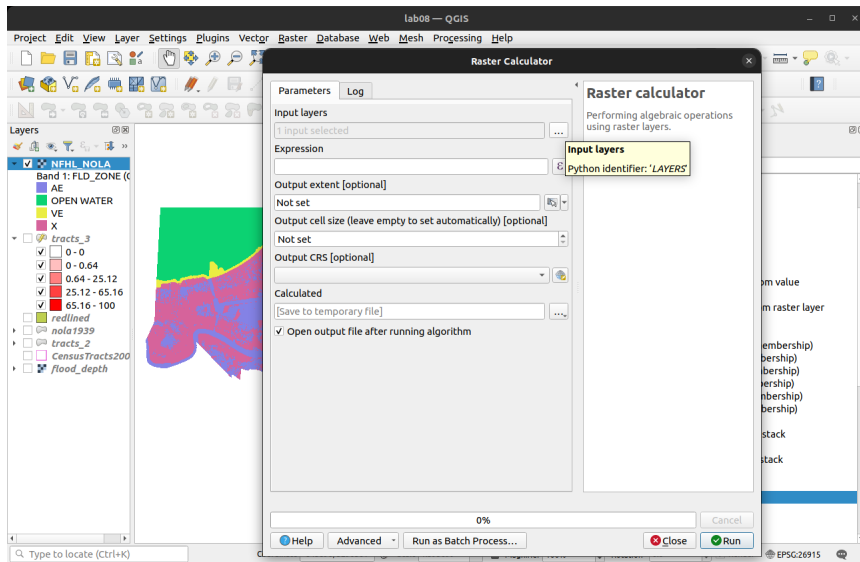 lab08 — QGIS
Project Edit View Layer Settings Plugins Vector Raster Database Web Mesh Processing Help
Raster Calculator
Parameters Log
Input layers
1 input selected
...
Expression
ε
Output extent [optional]
Not set
Output cell size (leave empty to set automatically) [optional]
Not set
Output CRS [optional]
Calculated
[Save to temporary file]
...
Open output file after running algorithm
Raster calculator
Performing algebraic operations
using raster layers.
Input layers
Python identifier: 'LAYERS'
0%
Cancel
Help Advanced Run as Batch Process... Close Run
Layers
NFHL_NOLA
Band 1: FLD_ZONE (
AE
OPEN WATER
VE
X
tracts_3
0 - 0
0 - 0.64
0.64 - 25.12
25.12 - 65.16
65.16 - 100
redlined
nola1939
tracts_2
CensusTracts200
flood_depth
om value
m raster layer
embership)
bership)
bership)
ership)
nbership)
bership)
stack
stack
Type to locate (Ctrl+K)
EPSG:26915